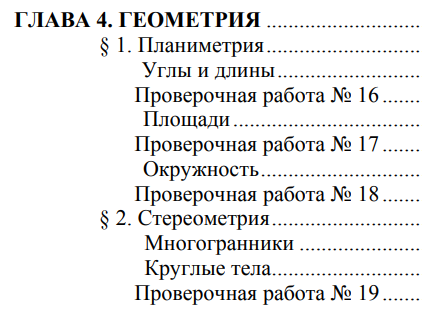 ГЛАВА 4. ГЕОМЕТРИЯ ............................
§ 1. Планиметрия............................
Углы и длины..........................
Проверочная работа № 16.......
Площади..................................
Проверочная работа № 17.......
Окружность.............................
Проверочная работа № 18.......
§ 2. Стереометрия...........................
Многогранники ......................
Круглые тела...........................
Проверочная работа № 19.......